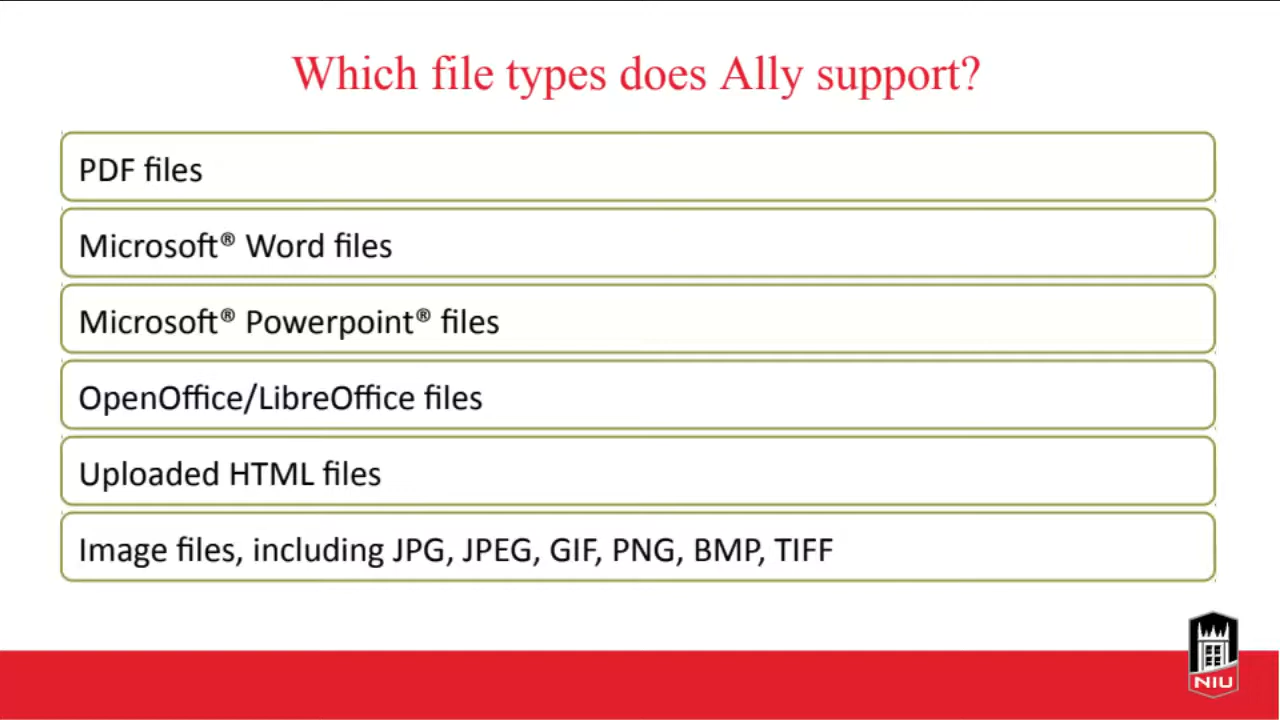 Which file types does Ally support?
PDF files
Microsoft® Word files
Microsoft® Powerpoint® files
OpenOffice/LibreOffice files
Uploaded HTML files
Image files, including JPG, JPEG, GIF, PNG, BMP, TIFF
NIU